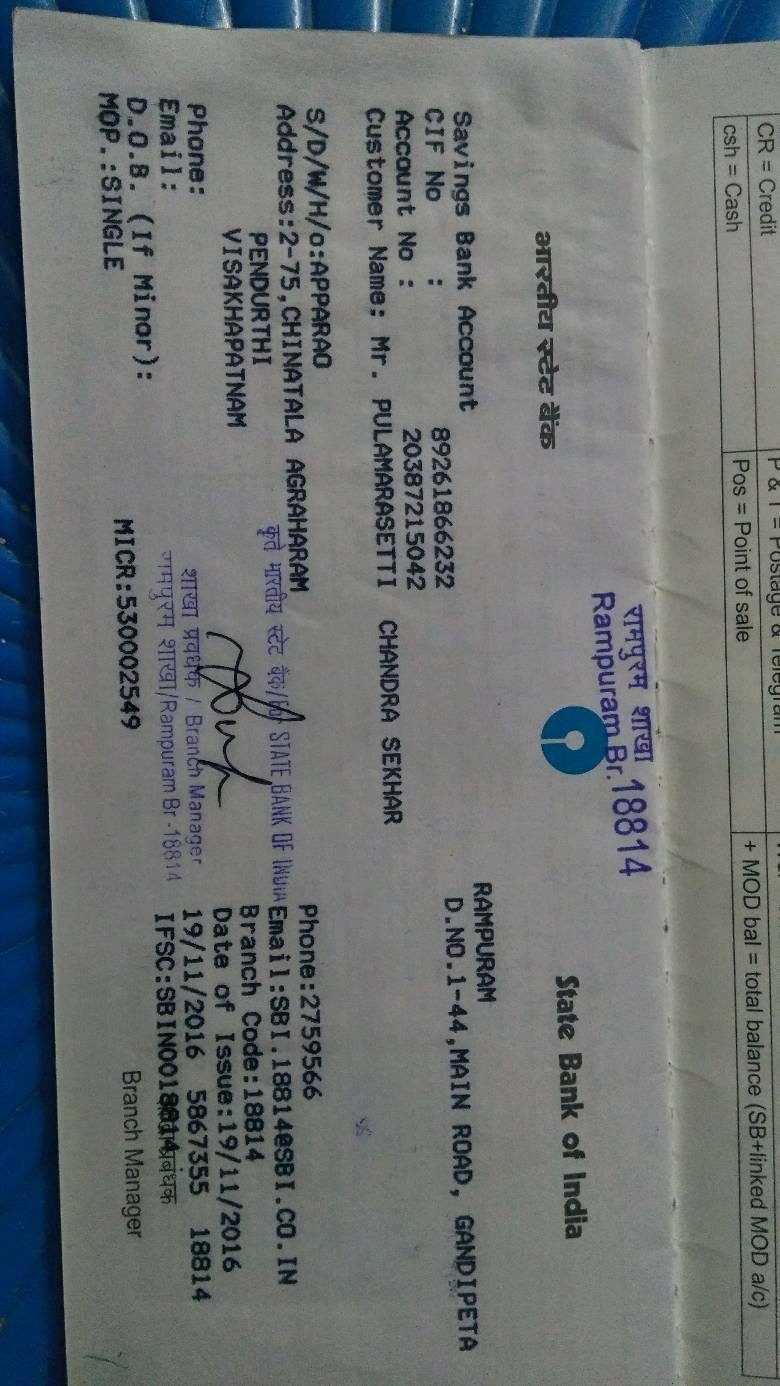 CR = Credit
P & T = Postage & Telegram
csh = Cash
Pos = Point of sale
+ MOD bal = total balance (SB+linked MOD a/c)
रामपुरम शाखा
Rampuram Br. 18814
भारतीय स्टेट बैंक
State Bank of India
Savings Bank Account
CIF No : 89261866232
Account No : 20387215042
Customer Name: Mr. PULAMARASETTI CHANDRA SEKHAR
RAMPURAM
D.NO.1-44,MAIN ROAD, GANDIPETA
S/D/W/H/o:APPARAO
Address:2-75,CHINATALA AGRAHARAM
PENDURTHI
VISAKHAPATNAM
Phone:
Email:
D.O.B. (If Minor):
MOP.:SINGLE
कृते भारतीय स्टेट बैंक/For STATE BANK OF INDIA
शाखा प्रबंधक / Branch Manager
रामपुरम शाखा/Rampuram Br -18814
MICR:530002549
Phone:2759566
Email:SBI.18814@SBI.CO.IN
Branch Code:18814
Date of Issue:19/11/2016
19/11/2016 5867355 18814
IFSC:SBIN0018814
प्रबंधक
Branch Manager